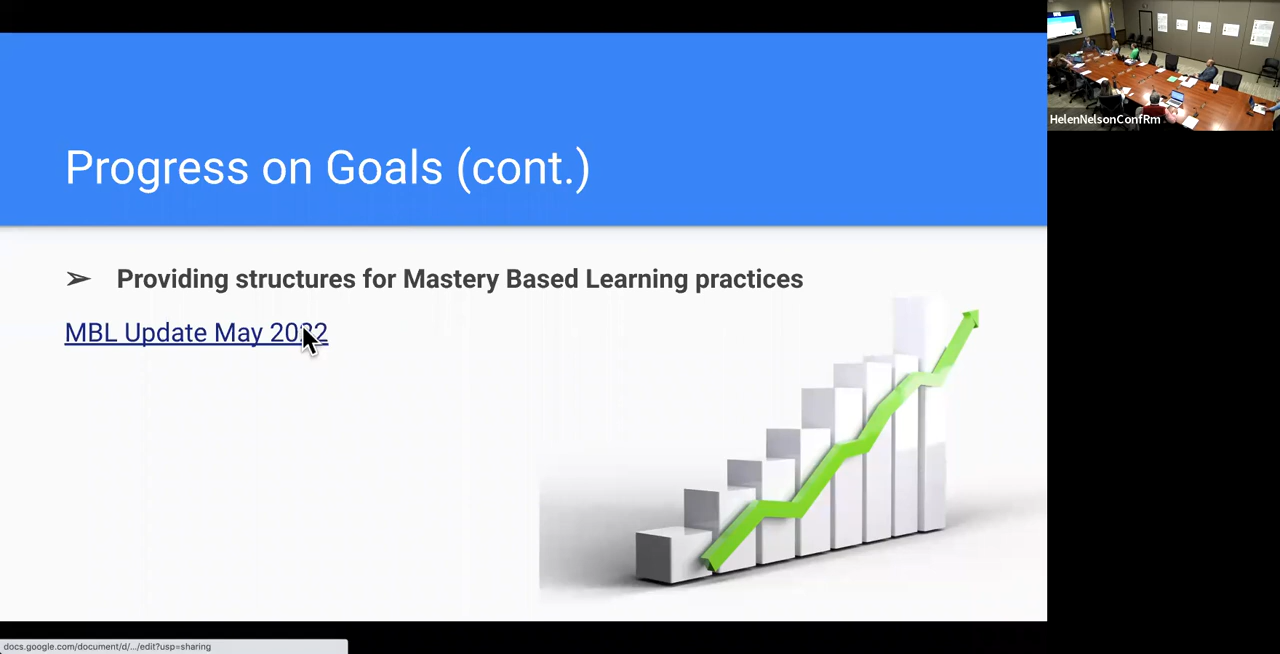 Progress on Goals (cont.)
➢ Providing structures for Mastery Based Learning practices
MBL Update May 2022
HelenNelsonConfRm
docs.google.com/document/d/.../edit?usp=sharing